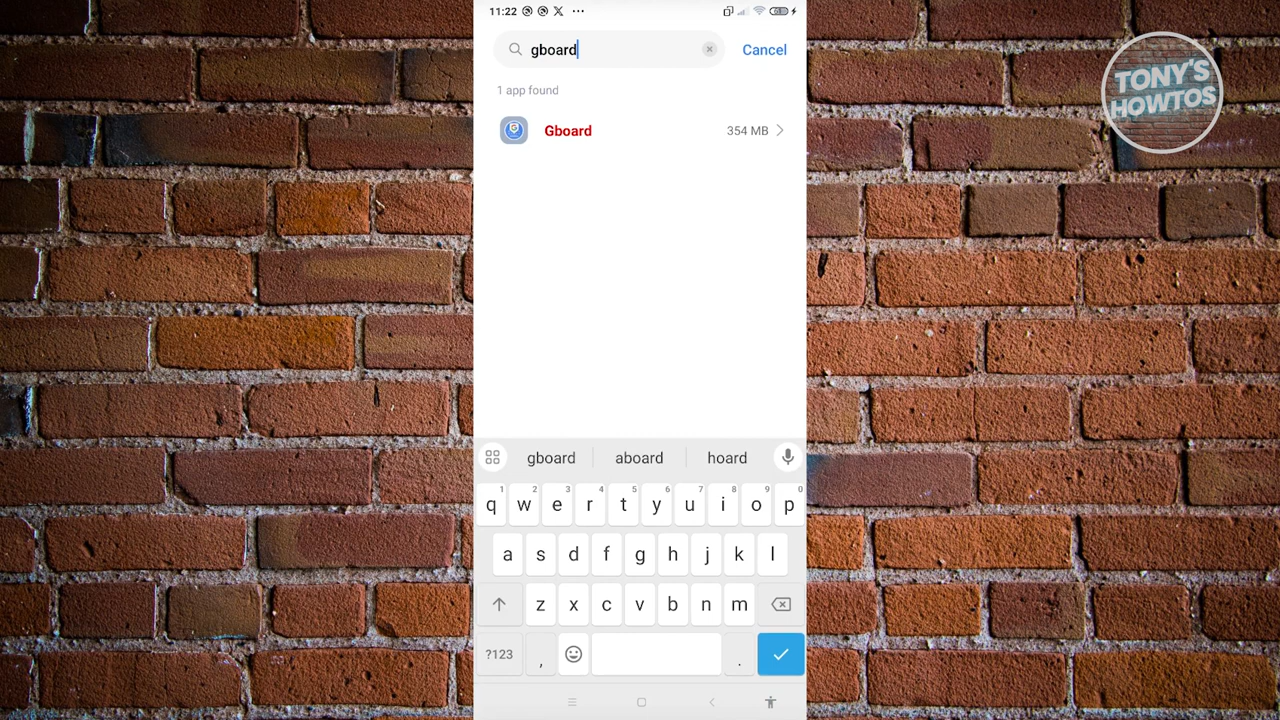 11:22
gboard
Cancel
1 app found
Gboard 354 MB
gboard aboard hoard
1 2 3 4 5 6 7 8 9 0
q w e r t y u i o p
a s d f g h j k l
z x c v b n m
?123 , .
TONY'S
HOWTOS